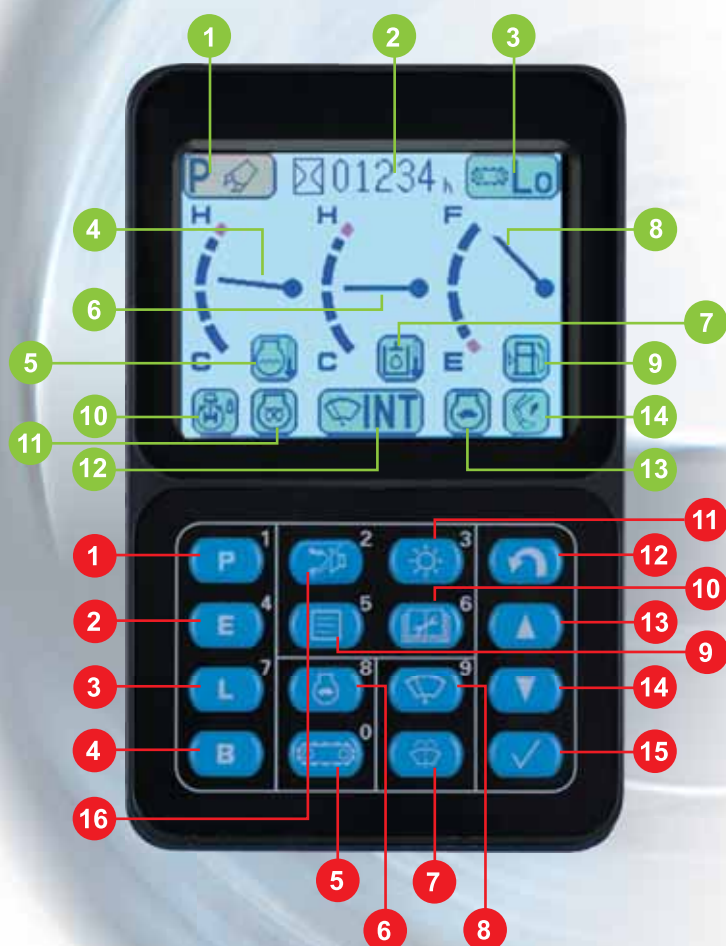 1 2 3
P 01234 h Lo
H H F
4 8
6 7
5 C C E 9
10 INT 14
11
12 13
1 P 1 2 3 11
12
2 E 4 5 6 10
13
9
3 L 7 8 9 14
4 B 0 15
16
5 7
6 8